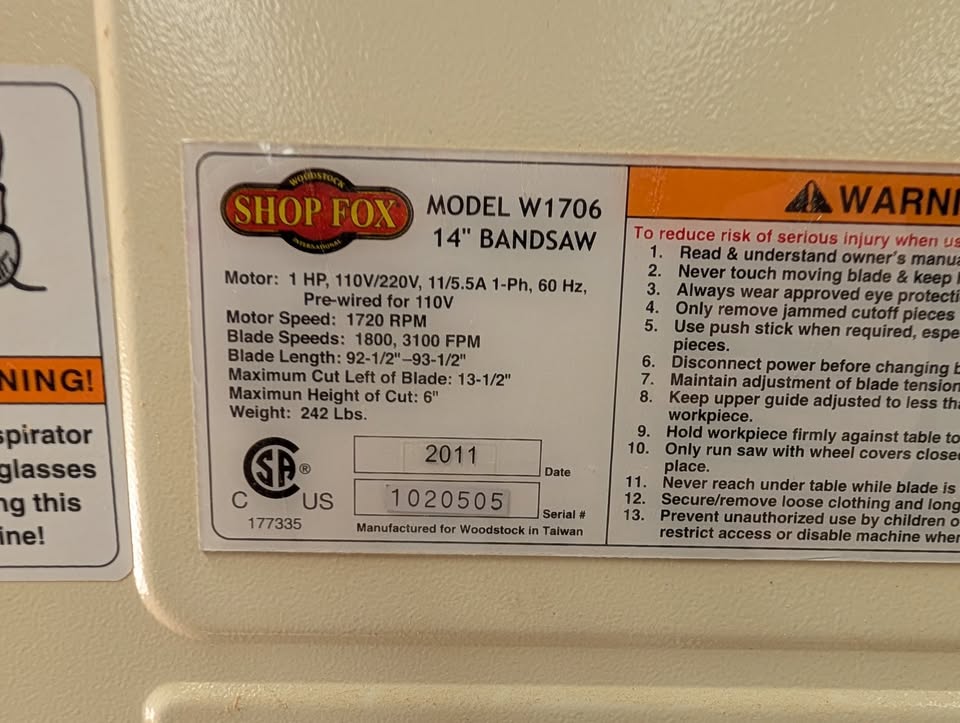 NING!
spirator
glasses
ng this
ine!
WOODSTOCK
SHOP FOX
INTERNATIONAL
MODEL W1706
14" BANDSAW
Motor: 1 HP, 110V/220V, 11/5.5A 1-Ph, 60 Hz,
Pre-wired for 110V
Motor Speed: 1720 RPM
Blade Speeds: 1800, 3100 FPM
Blade Length: 92-1/2"–93-1/2"
Maximum Cut Left of Blade: 13-1/2"
Maximun Height of Cut: 6"
Weight: 242 Lbs.
C SA® US
177335
2011 Date
1020505 Serial #
Manufactured for Woodstock in Taiwan
WARNI
To reduce risk of serious injury when us
1. Read & understand owner's manua
2. Never touch moving blade & keep
3. Always wear approved eye protecti
4. Only remove jammed cutoff pieces
5. Use push stick when required, espe
pieces.
6. Disconnect power before changing b
7. Maintain adjustment of blade tension
8. Keep upper guide adjusted to less tha
workpiece.
9. Hold workpiece firmly against table to
10. Only run saw with wheel covers close
place.
11. Never reach under table while blade is
12. Secure/remove loose clothing and long
13. Prevent unauthorized use by children o
restrict access or disable machine when